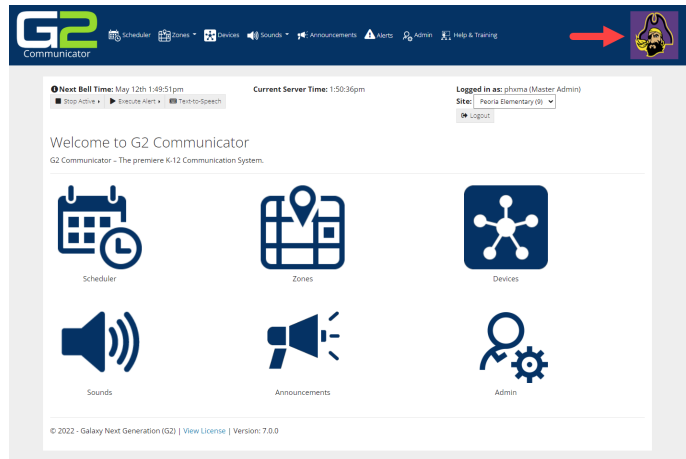 G2
Communicator
Scheduler Zones Devices Sounds Announcements Alerts Admin Help & Training
Next Bell Time: May 12th 1:49:51pm Current Server Time: 1:50:36pm Logged in as: phxma (Master Admin)
Stop Active Execute Alert Text-to-Speech Site: Peoria Elementary (9)
Logout
Welcome to G2 Communicator
G2 Communicator – The premiere K-12 Communication System.
Scheduler Zones Devices
Sounds Announcements Admin
© 2022 - Galaxy Next Generation (G2) | View License | Version: 7.0.0